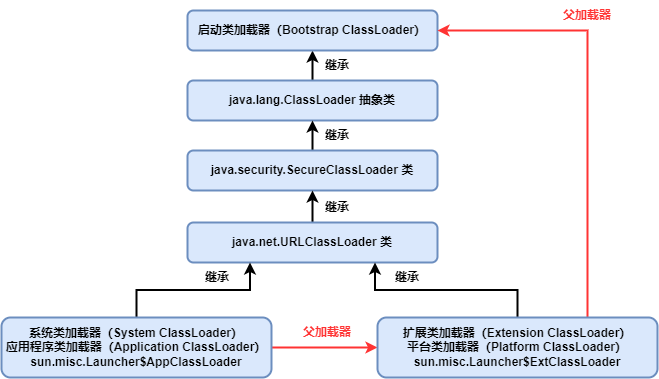 父加载器
启动类加载器（Bootstrap ClassLoader)
继承
java.lang.ClassLoader 抽象类
继承
java.security.SecureClassLoader 类
继承
java.net.URLClassLoader 类
继承
继承
系统类加载器（System ClassLoader)
应用程序类加载器（Application ClassLoader)
sun.misc.Launcher$AppClassLoader
父加载器
扩展类加载器（Extension ClassLoader)
平台类加载器（Platform ClassLoader)
sun.misc.Launcher$ExtClassLoader